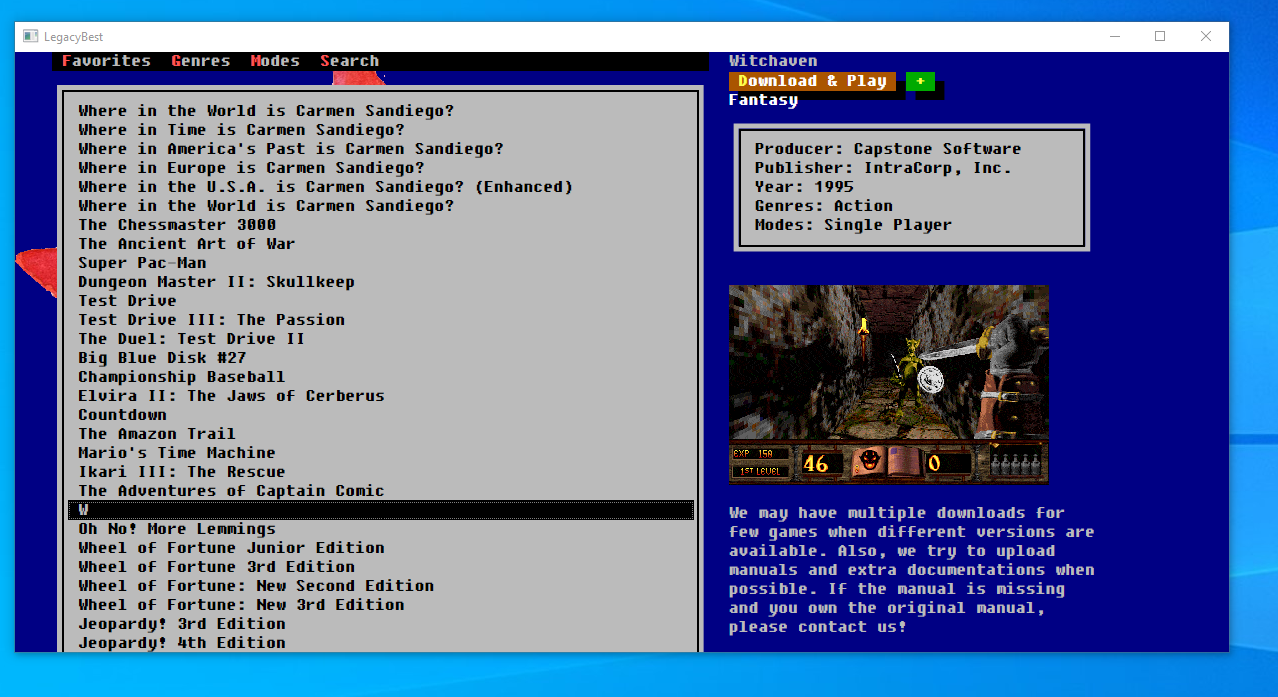 LegacyBest
Favorites Genres Modes Search
Where in the World is Carmen Sandiego?
Where in Time is Carmen Sandiego?
Where in America's Past is Carmen Sandiego?
Where in Europe is Carmen Sandiego?
Where in the U.S.A. is Carmen Sandiego? (Enhanced)
Where in the World is Carmen Sandiego?
The Chessmaster 3000
The Ancient Art of War
Super Pac-Man
Dungeon Master II: Skullkeep
Test Drive
Test Drive III: The Passion
The Duel: Test Drive II
Big Blue Disk #27
Championship Baseball
Elvira II: The Jaws of Cerberus
Countdown
The Amazon Trail
Mario's Time Machine
Ikari III: The Rescue
The Adventures of Captain Comic
W
Oh No! More Lemmings
Wheel of Fortune Junior Edition
Wheel of Fortune 3rd Edition
Wheel of Fortune: New Second Edition
Wheel of Fortune: New 3rd Edition
Jeopardy! 3rd Edition
Jeopardy! 4th Edition
Witchaven
Download & Play +
Fantasy
Producer: Capstone Software
Publisher: IntraCorp, Inc.
Year: 1995
Genres: Action
Modes: Single Player
EXP 150
1ST LEVEL
46
0
We may have multiple downloads for
few games when different versions are
available. Also, we try to upload
manuals and extra documentations when
possible. If the manual is missing
and you own the original manual,
please contact us!